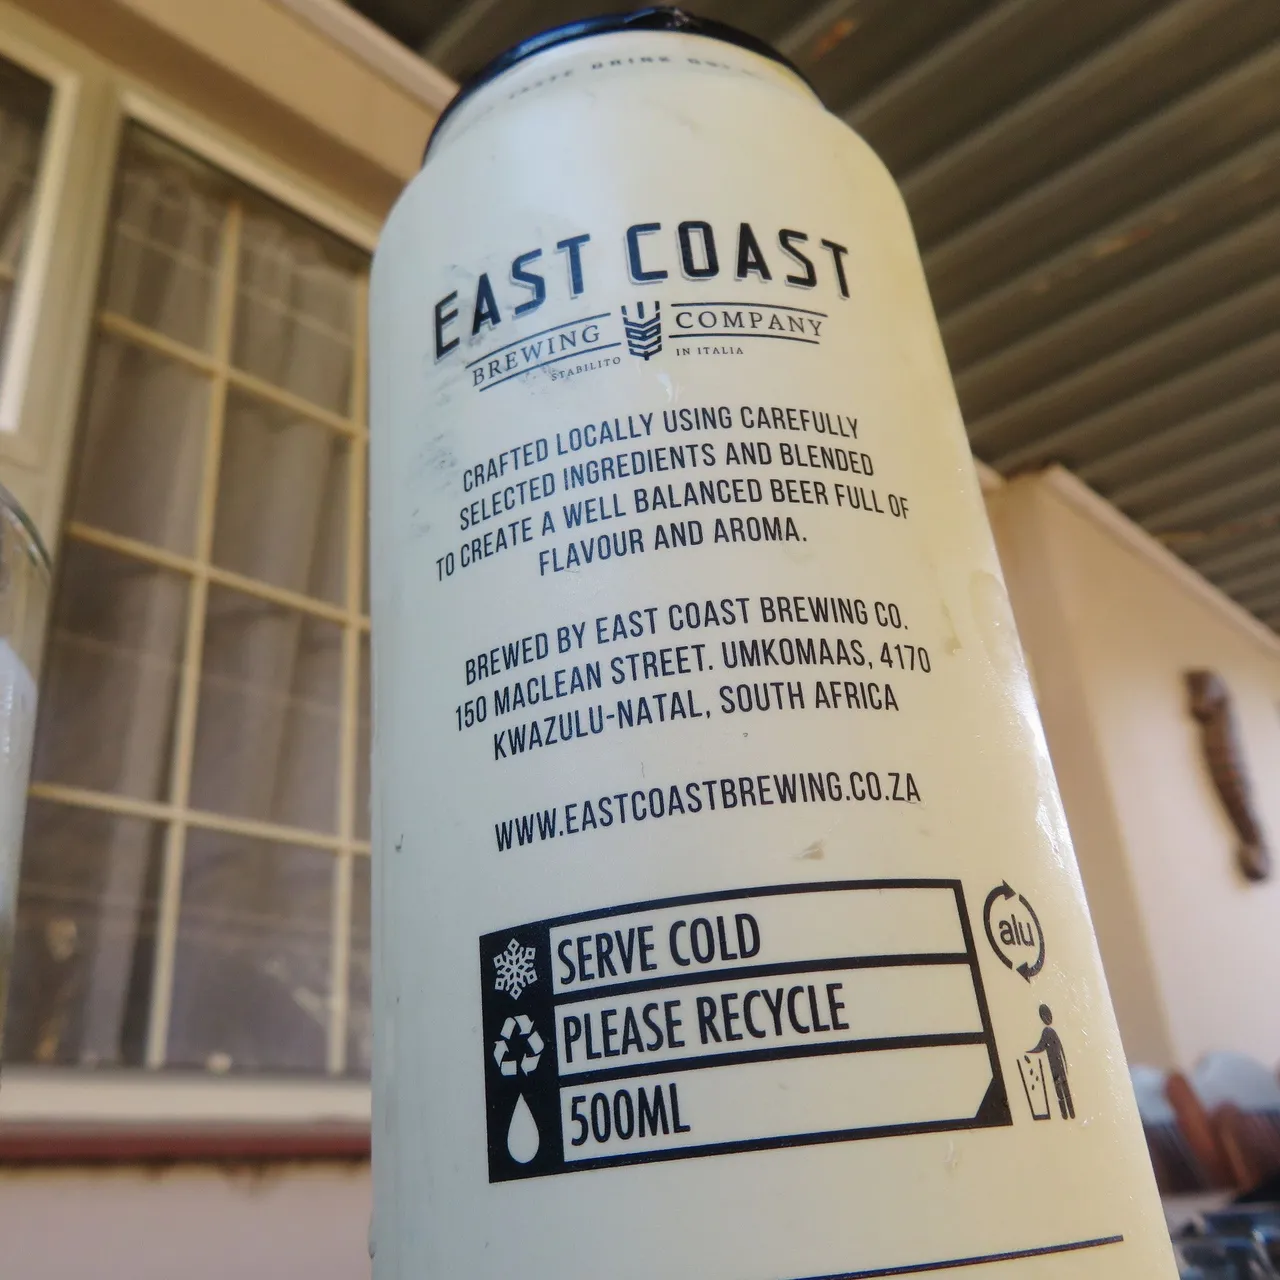 TASTE DRINK
EAST COAST
BREWING COMPANY
STABILITO IN ITALIA
CRAFTED LOCALLY USING CAREFULLY
SELECTED INGREDIENTS AND BLENDED
TO CREATE A WELL BALANCED BEER FULL OF
FLAVOUR AND AROMA.
BREWED BY EAST COAST BREWING CO.
150 MACLEAN STREET. UMKOMAAS, 4170
KWAZULU-NATAL, SOUTH AFRICA
WWW.EASTCOASTBREWING.CO.ZA
SERVE COLD
alu
PLEASE RECYCLE
500ML